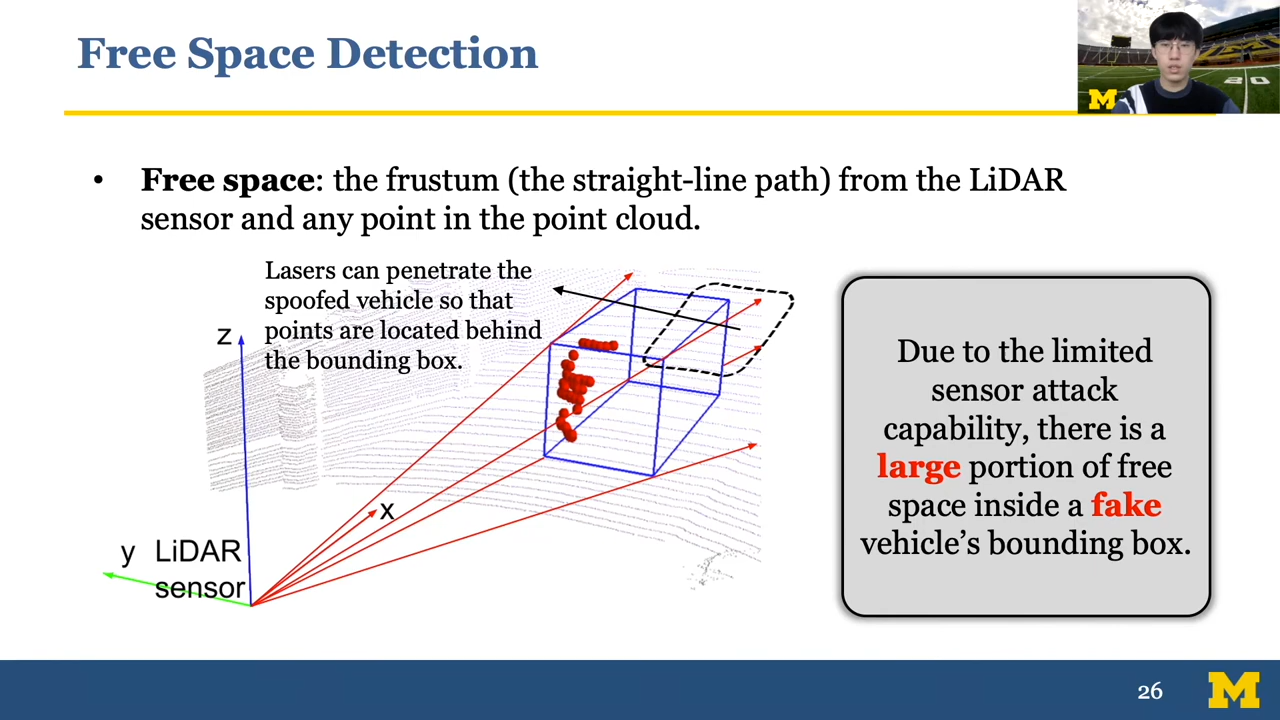 Free Space Detection
M
80
• Free space: the frustum (the straight-line path) from the LiDAR
sensor and any point in the point cloud.
Lasers can penetrate the
spoofed vehicle so that
points are located behind
the bounding box.
z
x
y LiDAR
sensor
Due to the limited
sensor attack
capability, there is a
large portion of free
space inside a fake
vehicle's bounding box.
26
M